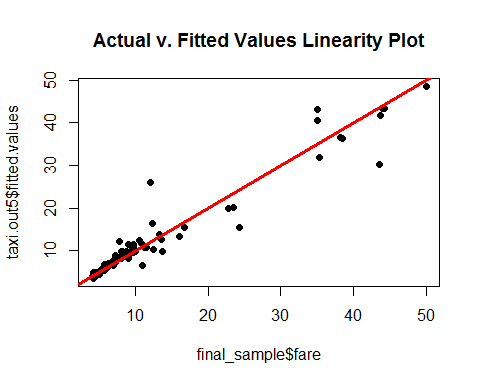 Actual v. Fitted Values Linearity Plot
taxi.out5$fitted.values
50
40
30
20
10
10 20 30 40 50
final_sample$fare